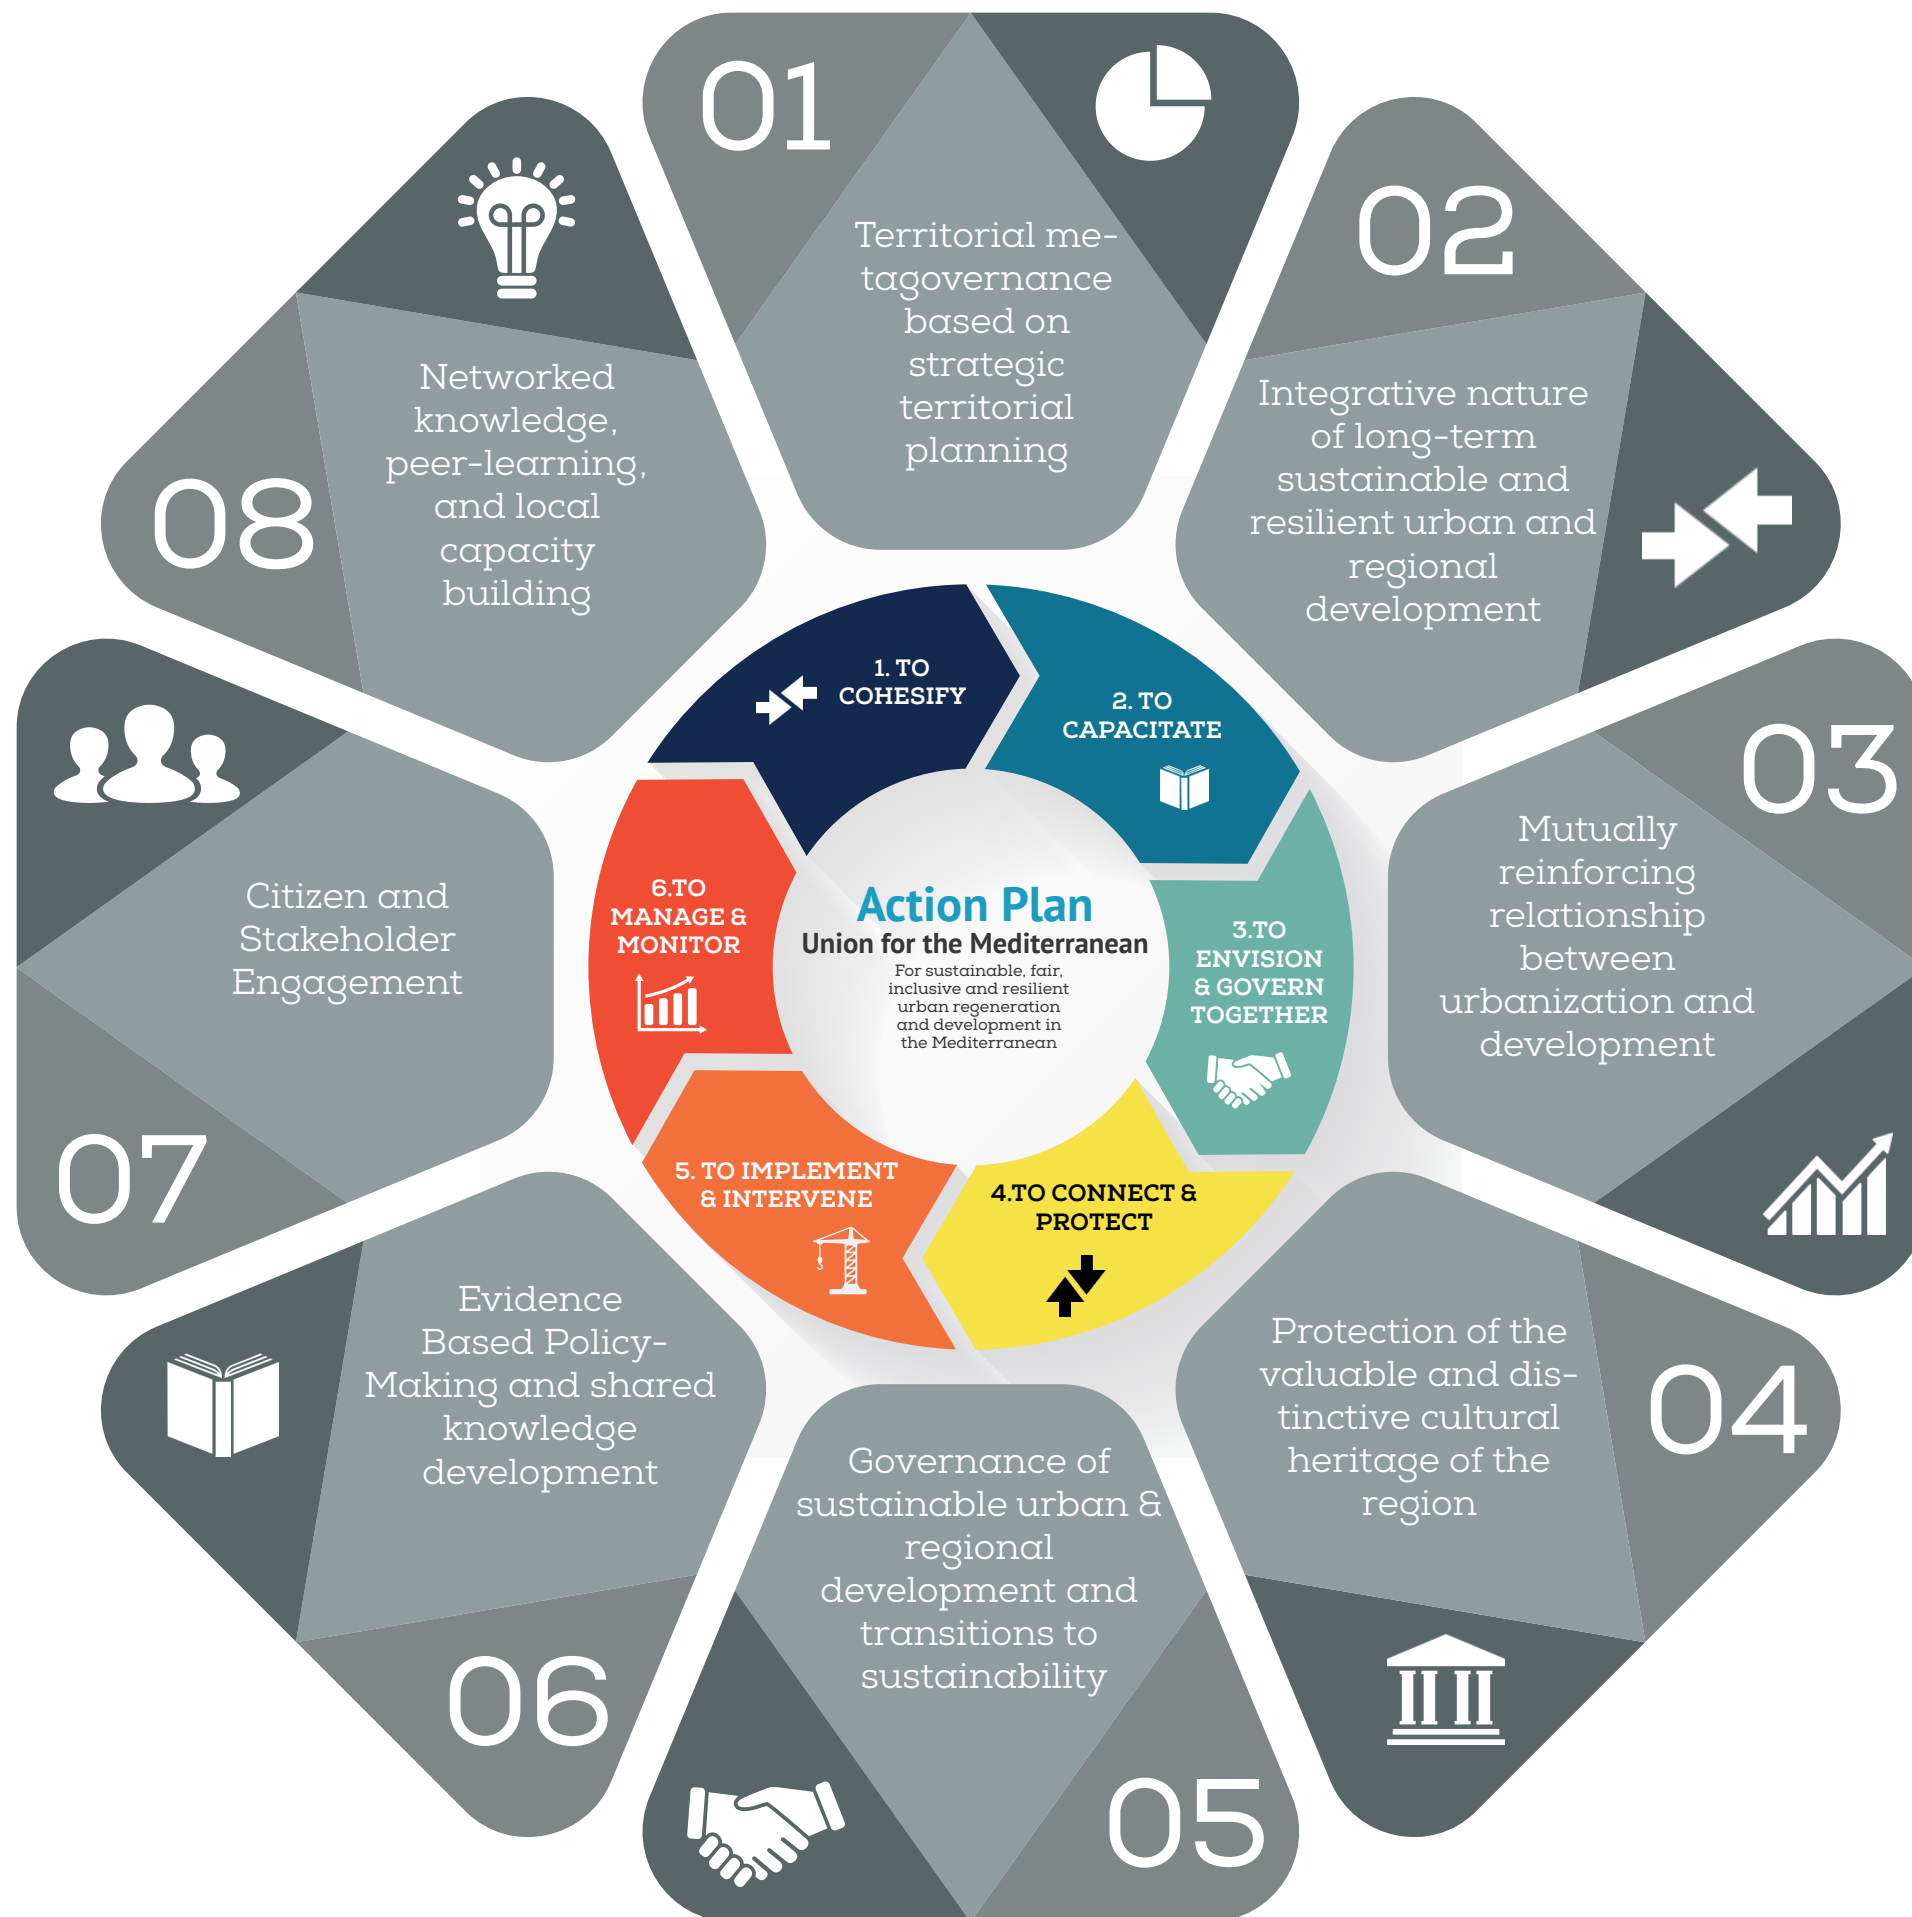 01
Territorial me-
tagovernance
based on
strategic
territorial
planning
02
Integrative nature
of long-term
sustainable and
resilient urban and
regional
development
03
Mutually
reinforcing
relationship
between
urbanization and
development
04
Protection of the
valuable and dis-
tinctive cultural
heritage of the
region
05
Governance of
sustainable urban &
regional
development and
transitions to
sustainability
06
Evidence
Based Policy-
Making and shared
knowledge
development
07
Citizen and
Stakeholder
Engagement
08
Networked
knowledge,
peer-learning,
and local
capacity
building
1. TO
COHESIFY
2. TO
CAPACITATE
3.TO
ENVISION
& GOVERN
TOGETHER
4.TO CONNECT &
PROTECT
5. TO IMPLEMENT
& INTERVENE
6.TO
MANAGE &
MONITOR
Action Plan
Union for the Mediterranean
For sustainable, fair,
inclusive and resilient
urban regeneration
and development in
the Mediterranean